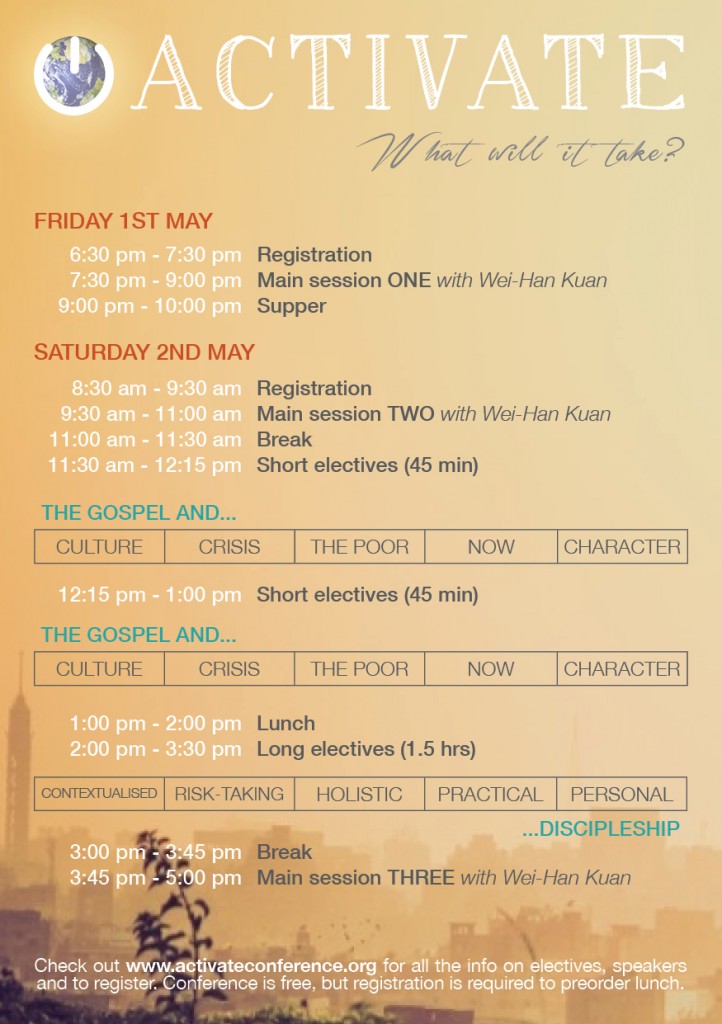 ACTIVATE
What will it take?
FRIDAY 1ST MAY
6:30 pm - 7:30 pm Registration
7:30 pm - 9:00 pm Main session ONE with Wei-Han Kuan
9:00 pm - 10:00 pm Supper
SATURDAY 2ND MAY
8:30 am - 9:30 am Registration
9:30 am - 11:00 am Main session TWO with Wei-Han Kuan
11:00 am - 11:30 am Break
11:30 am - 12:15 pm Short electives (45 min)
THE GOSPEL AND...
CULTURE CRISIS THE POOR NOW CHARACTER
12:15 pm - 1:00 pm Short electives (45 min)
THE GOSPEL AND...
CULTURE CRISIS THE POOR NOW CHARACTER
1:00 pm - 2:00 pm Lunch
2:00 pm - 3:30 pm Long electives (1.5 hrs)
CONTEXTUALISED RISK-TAKING HOLISTIC PRACTICAL PERSONAL
...DISCIPLESHIP
3:00 pm - 3:45 pm Break
3:45 pm - 5:00 pm Main session THREE with Wei-Han Kuan
Check out www.activateconference.org for all the info on electives, speakers
and to register. Conference is free, but registration is required to preorder lunch.